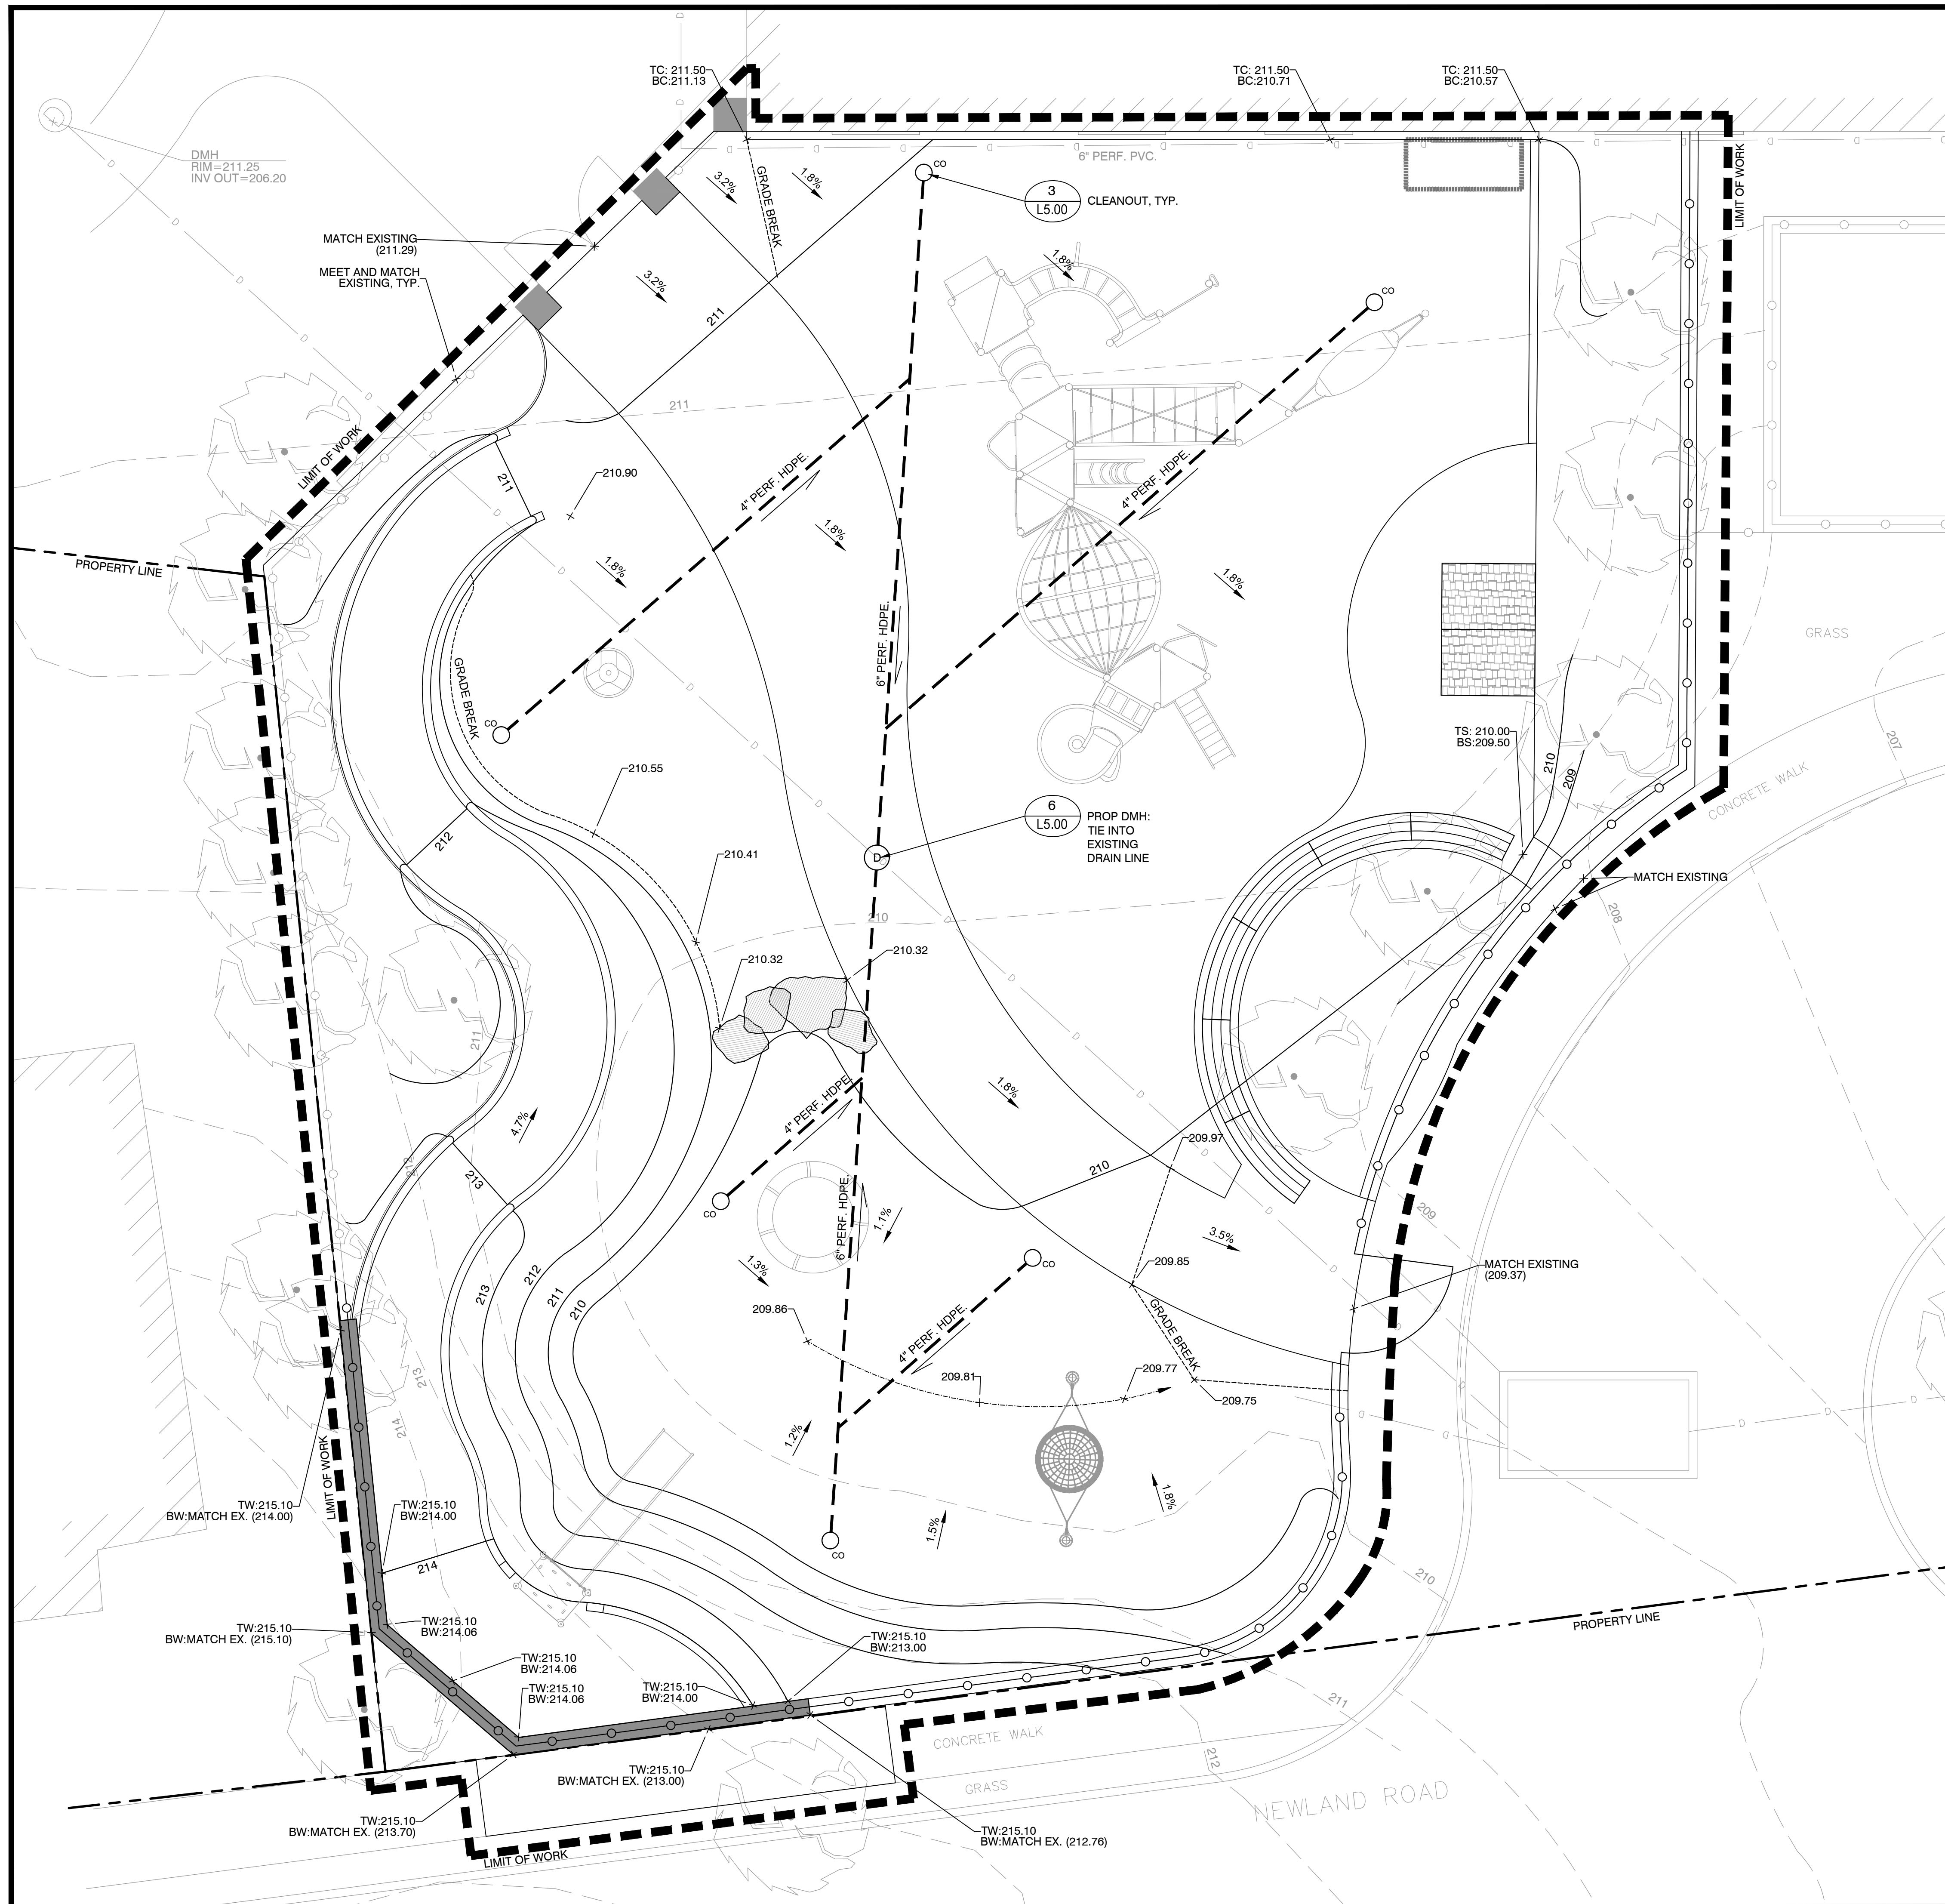 TC: 211.50
BC:211.13
TC: 211.50
BC:210.71
TC: 211.50
BC:210.57
DMH
RIM=211.25
INV OUT=206.20
6" PERF. PVC.
LIMIT OF WORK
GRADE BREAK
3.2%
1.8%
CO
3
L5.00
CLEANOUT, TYP.
MATCH EXISTING
(211.29)
MEET AND MATCH
EXISTING, TYP.
3.2%
1.8%
CO
211
211
LIMIT OF WORK
211
210.90
4" PERF. HDPE.
4" PERF. HDPE.
1.8%
1.8%
1.8%
PROPERTY LINE
6" PERF. HDPE.
GRASS
GRADE BREAK
CO
TS: 210.00
BS:209.50
210
209
207
CONCRETE WALK
210.55
6
L5.00
PROP DMH:
TIE INTO
EXISTING
DRAIN LINE
D
212
210.41
MATCH EXISTING
208
210
210.32
210.32
211
4.7%
4" PERF. HDPE.
1.8%
209.97
210
212
213
CO
6" PERF. HDPE.
1.1%
209
3.5%
1.3%
CO
209.85
MATCH EXISTING
(209.37)
213
212
211
210
209.86
GRADE BREAK
4" PERF. HDPE.
209.81
209.77
209.75
213
214
1.2%
1.8%
1.5%
LIMIT OF WORK
TW:215.10
BW:MATCH EX. (214.00)
TW:215.10
BW:214.00
CO
214
210
TW:215.10
BW:MATCH EX. (215.10)
TW:215.10
BW:214.06
TW:215.10
BW:213.00
PROPERTY LINE
TW:215.10
BW:214.06
TW:215.10
BW:214.06
TW:215.10
BW:214.00
211
CONCRETE WALK
212
TW:215.10
BW:MATCH EX. (213.00)
GRASS
NEWLAND ROAD
TW:215.10
BW:MATCH EX. (213.70)
TW:215.10
BW:MATCH EX. (212.76)
LIMIT OF WORK